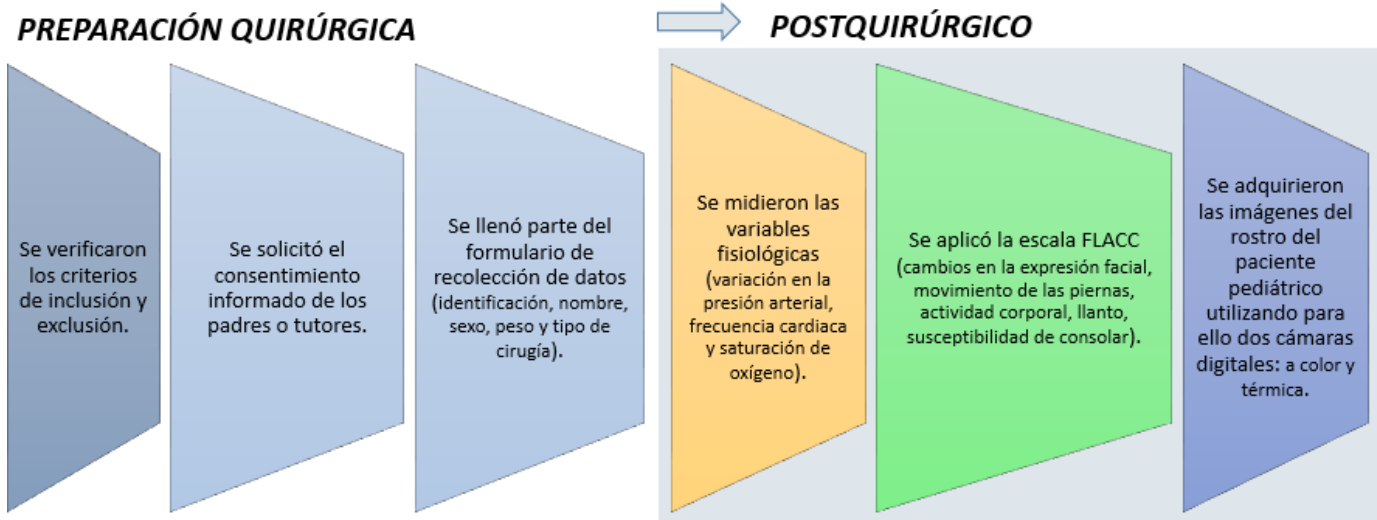 PREPARACIÓN QUIRÚRGICA
POSTQUIRÚRGICO
Se verificaron
los criterios
de inclusión y
exclusión.
Se solicitó el
consentimiento
informado de los
padres o tutores.
Se llenó parte del
formulario de
recolección de datos
(identificación, nombre,
sexo, peso y tipo de
cirugía).
Se midieron las
variables
fisiológicas
(variación en la
presión arterial,
frecuencia cardiaca
y saturación de
oxígeno).
Se aplicó la escala FLACC
(cambios en la expresión facial,
movimiento de las piernas,
actividad corporal, llanto,
susceptibilidad de consolar).
Se adquirieron
las imágenes del
rostro del
paciente
pediátrico
utilizando para
ello dos cámaras
digitales: a color y
térmica.